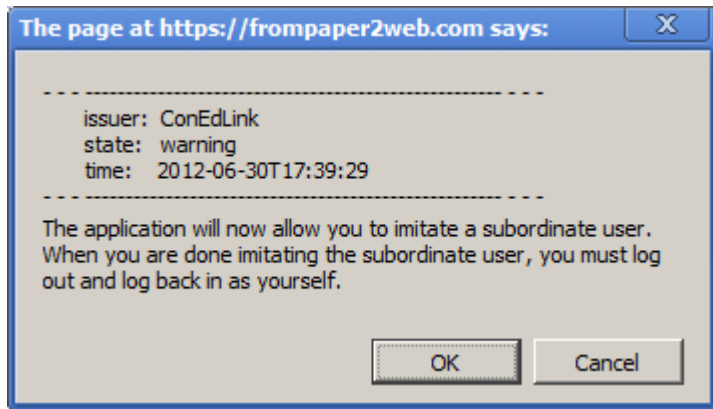 The page at https://frompaper2web.com says:
X
- - - ------------------------------------------------------------ - - -
issuer: ConEdLink
state: warning
time: 2012-06-30T17:39:29
- - - ------------------------------------------------------------ - - -
The application will now allow you to imitate a subordinate user.
When you are done imitating the subordinate user, you must log
out and log back in as yourself.
OK Cancel